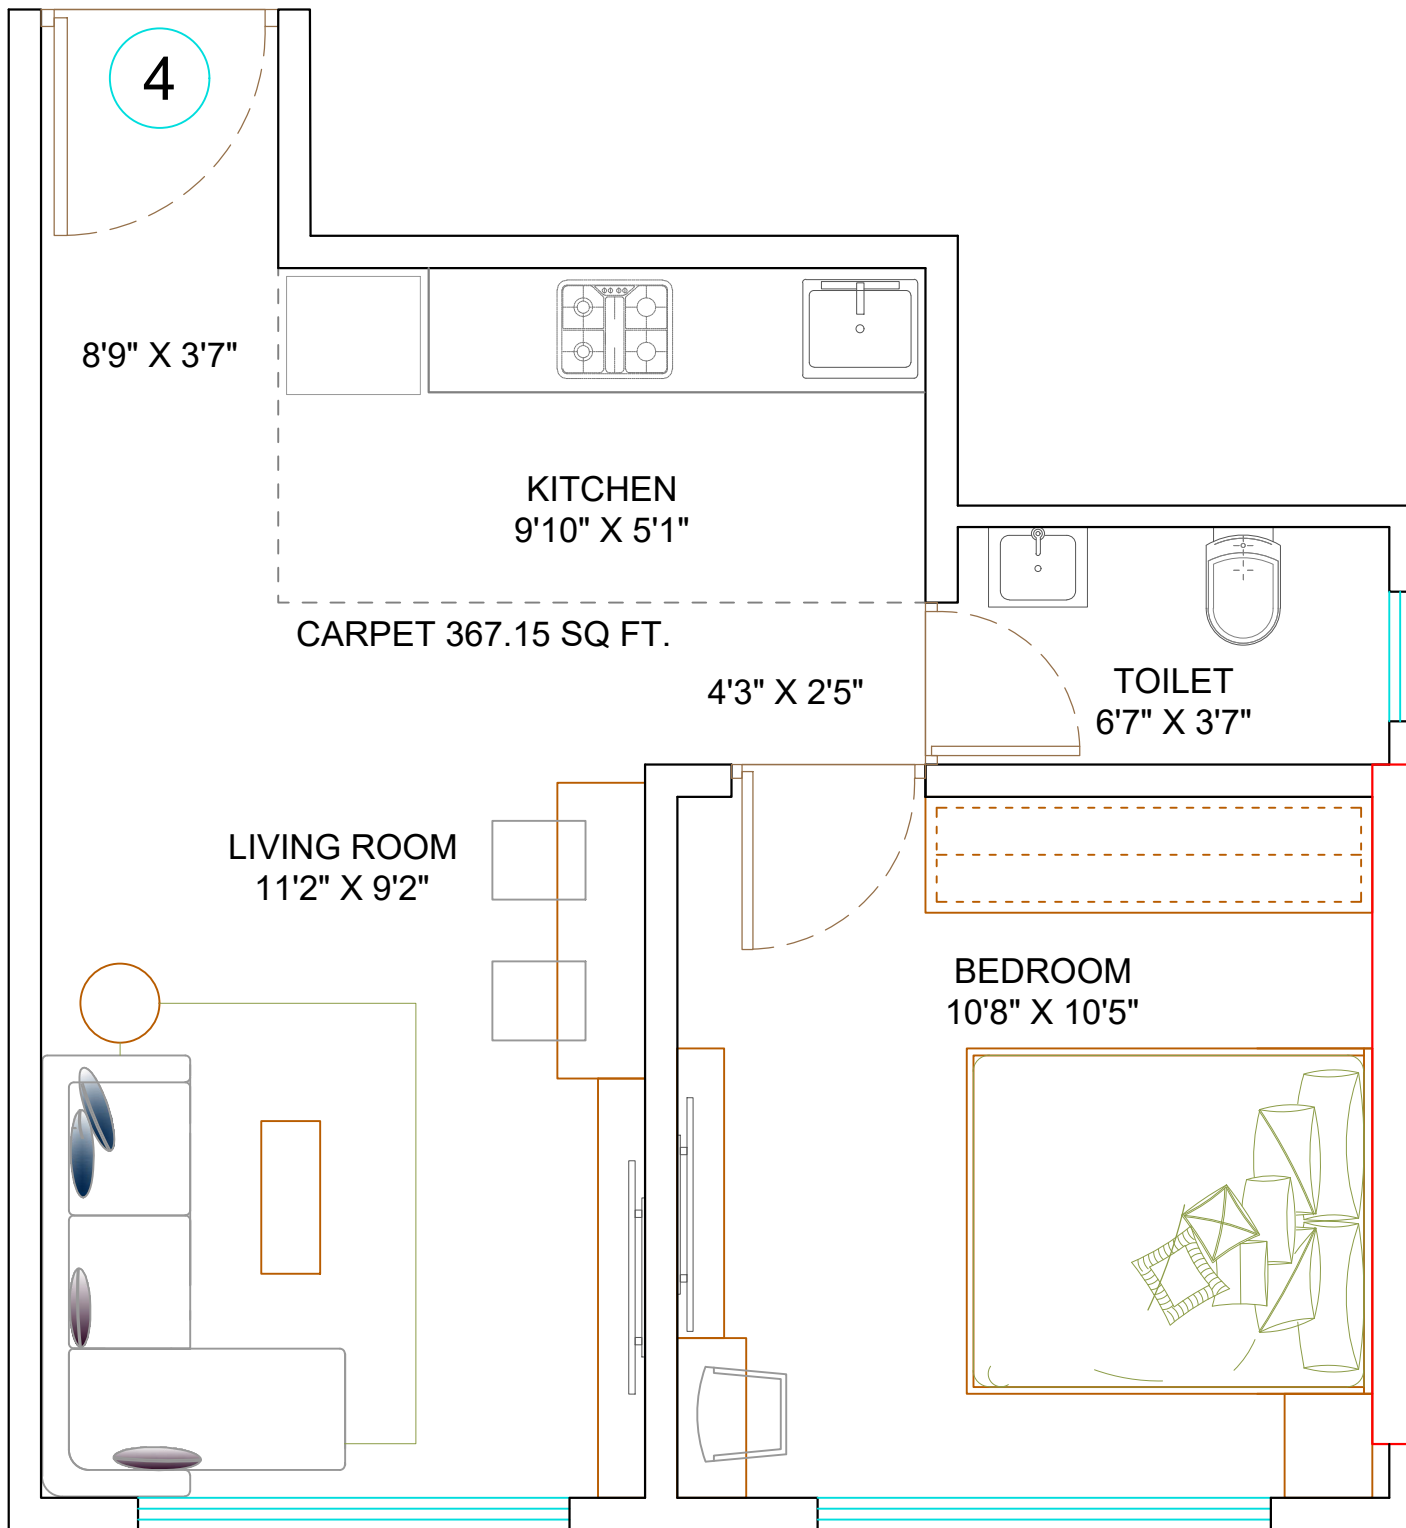 4
8'9" X 3'7"
KITCHEN
9'10" X 5'1"
CARPET 367.15 SQ FT.
4'3" X 2'5"
TOILET
6'7" X 3'7"
LIVING ROOM
11'2" X 9'2"
BEDROOM
10'8" X 10'5"